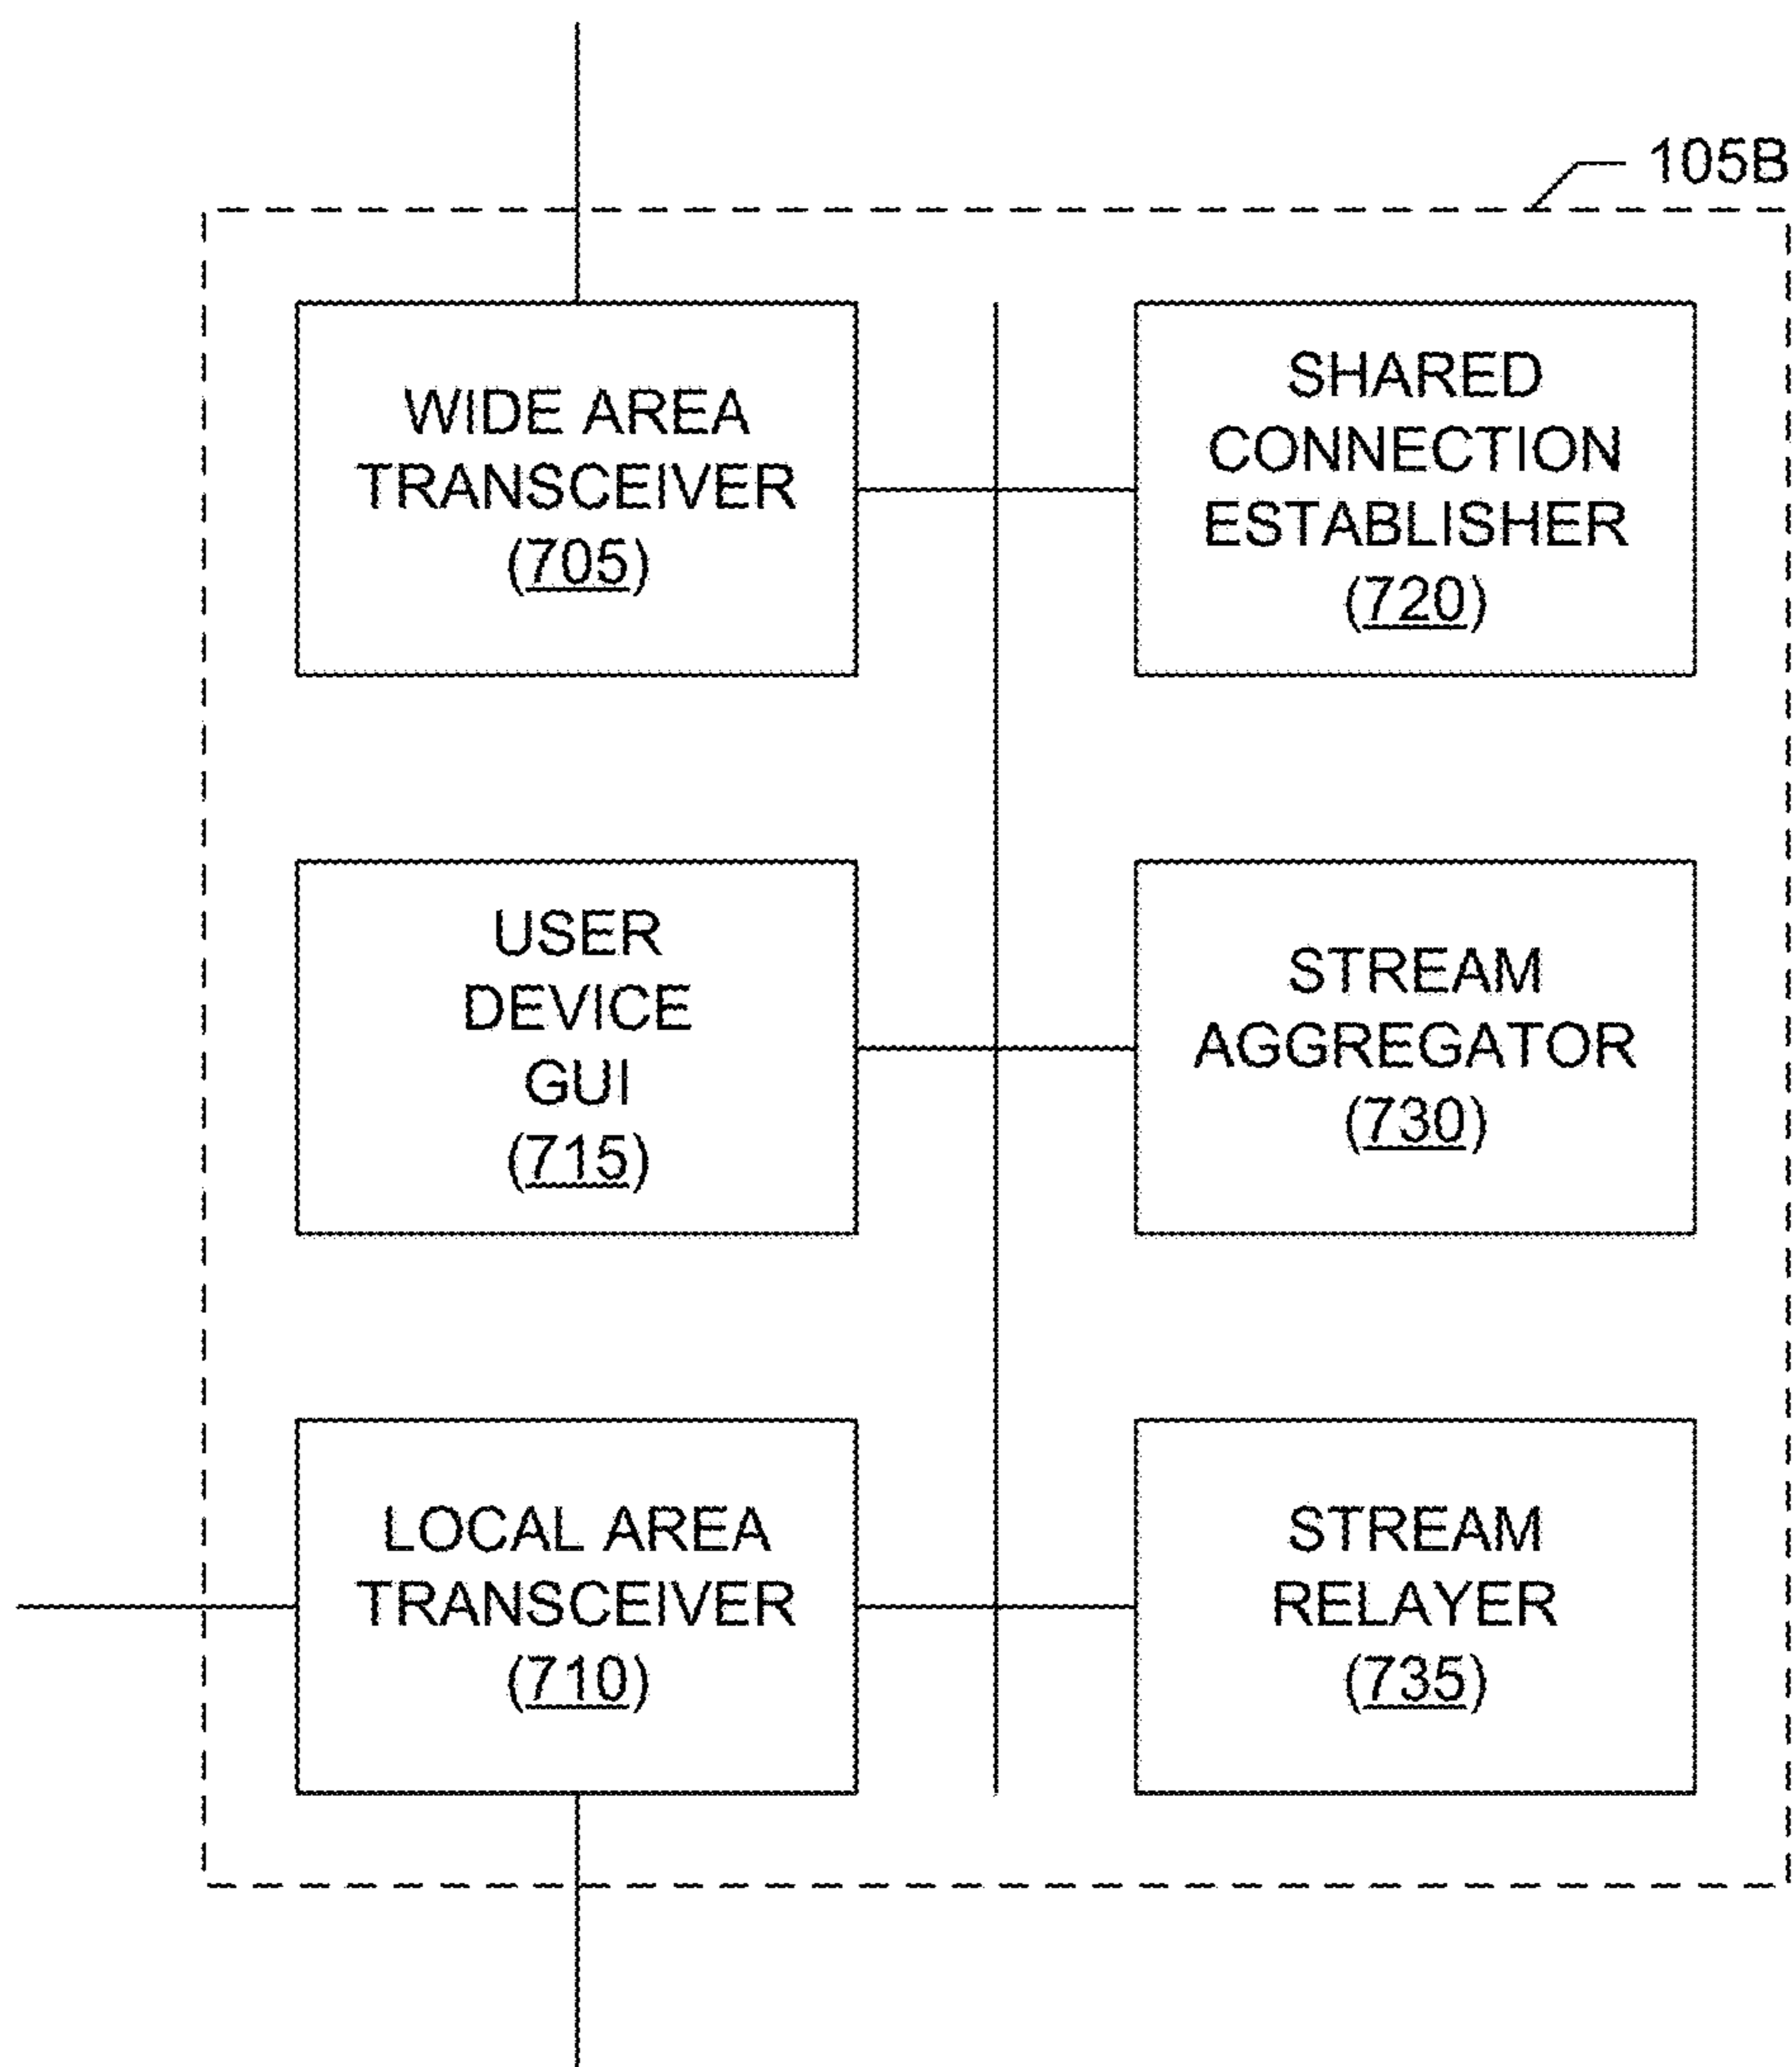 105B
WIDE AREA
TRANSCEIVER
(705)
SHARED
CONNECTION
ESTABLISHER
(720)
USER
DEVICE
GUI
(715)
STREAM
AGGREGATOR
(730)
LOCAL AREA
TRANSCEIVER
(710)
STREAM
RELAYER
(735)